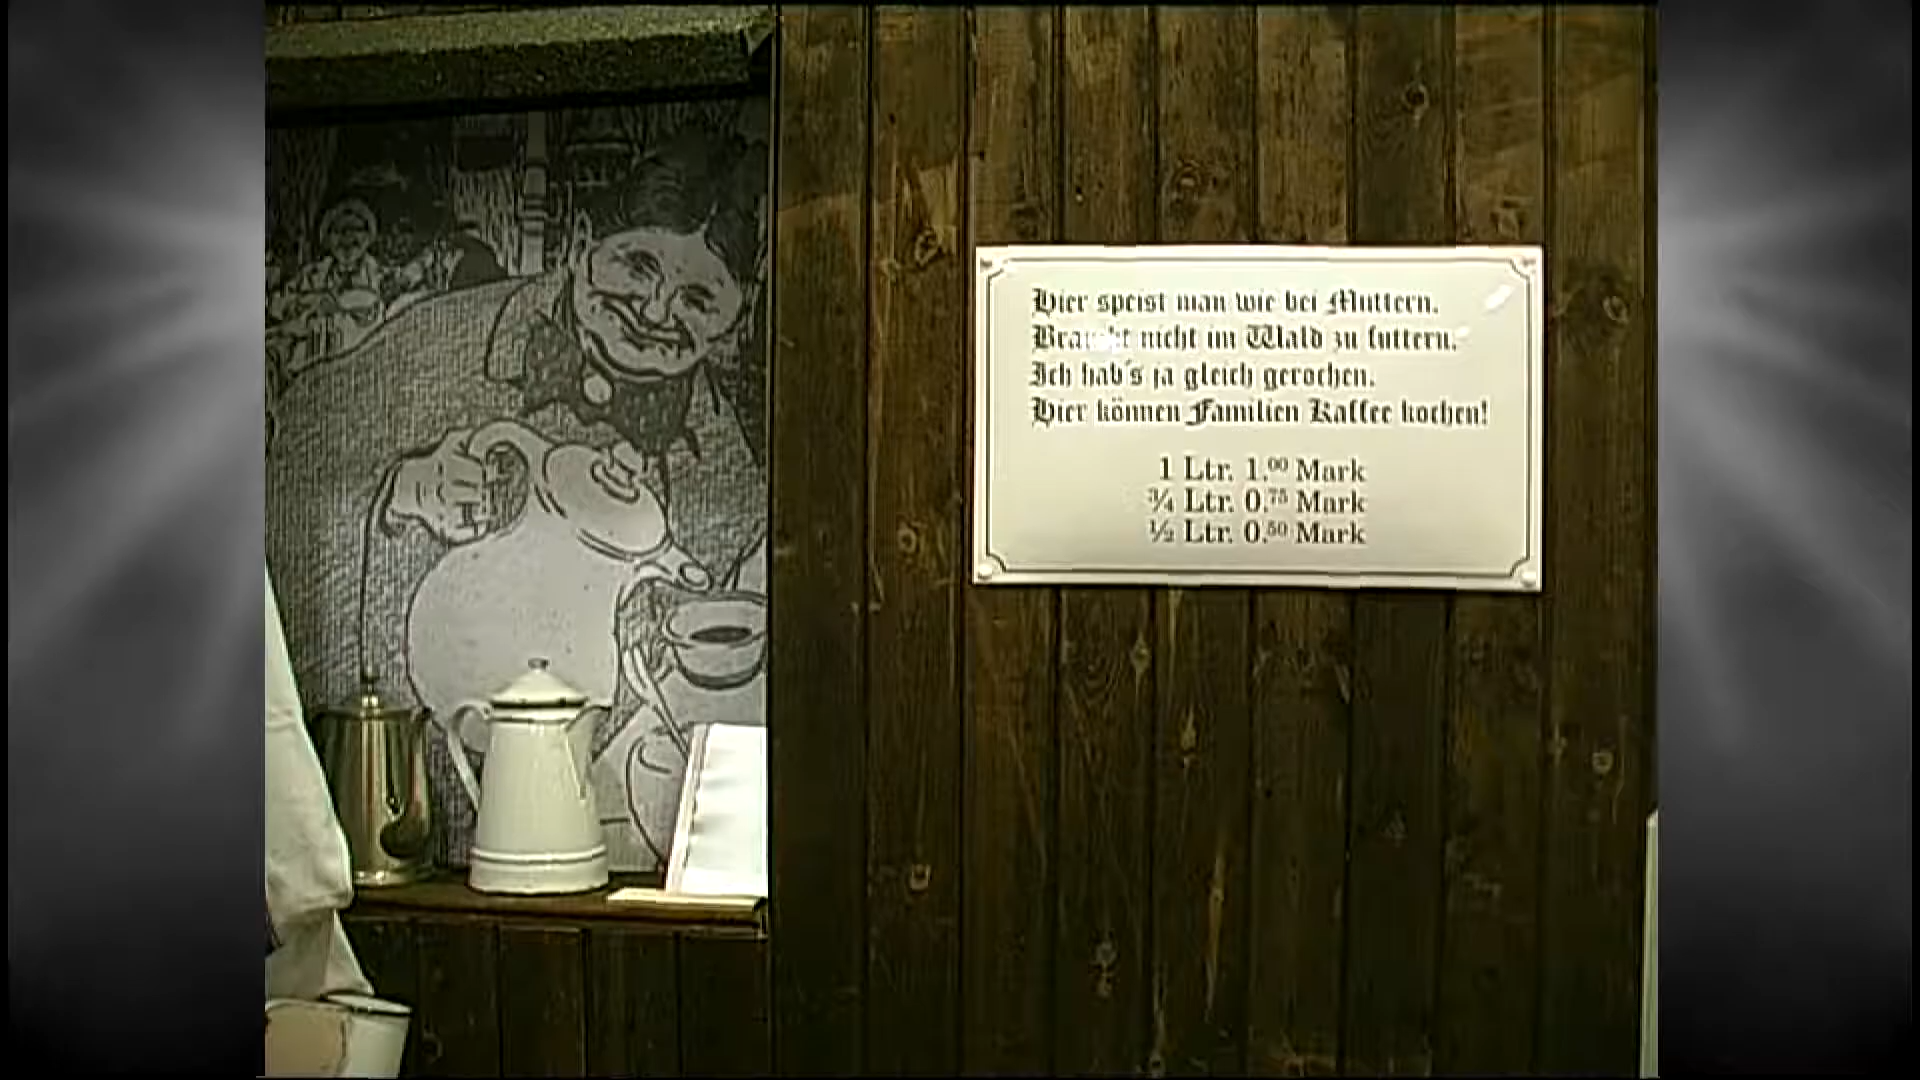 Hier speist man wie bei Muttern.
Braucht nicht im Wald zu futtern.
Ich hab's ja gleich gerochen.
Hier können Familien Kaffee kochen!
1 Ltr. 1.00 Mark
3/4 Ltr. 0.75 Mark
1/2 Ltr. 0.50 Mark